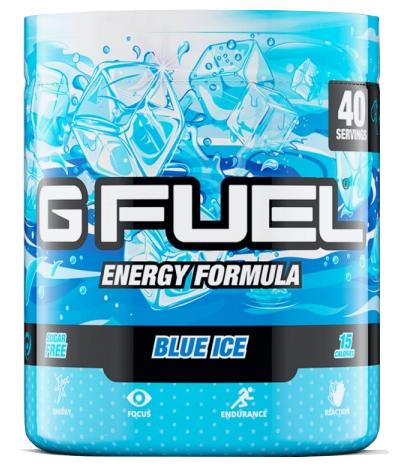 40
SERVINGS
G FUEL
ENERGY FORMULA
SUGAR
FREE
BLUE ICE
15
CALORIES
ENERGY
FOCUS
ENDURANCE
REACTION